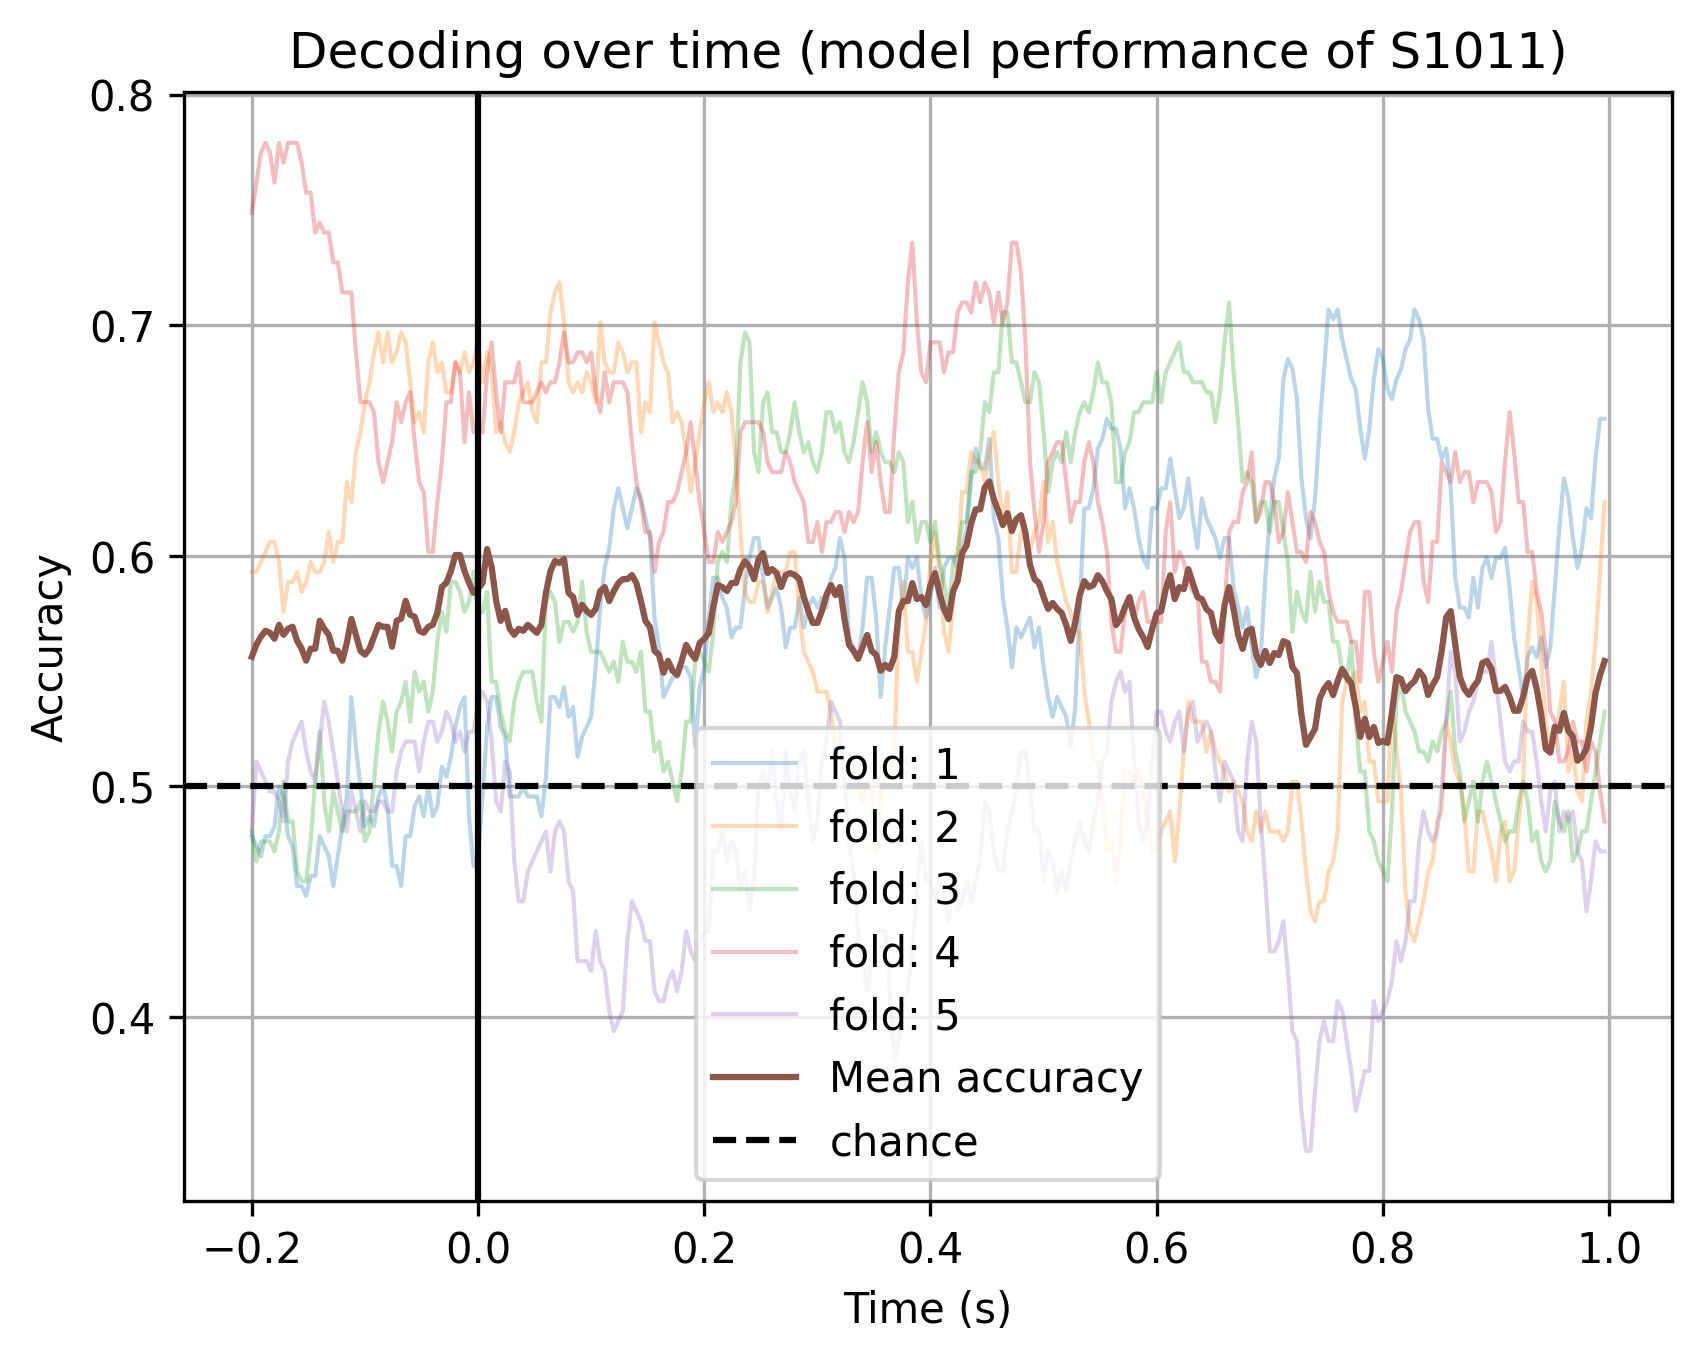 Decoding over time (model performance of S1011)
0.8
0.7
0.6
0.5
0.4
Accuracy
fold: 1
fold: 2
fold: 3
fold: 4
fold: 5
Mean accuracy
chance
−0.2 0.0 0.2 0.4 0.6 0.8 1.0
Time (s)